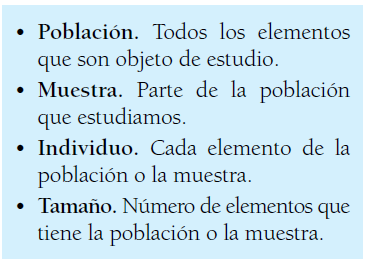 • Población. Todos los elementos
que son objeto de estudio.
• Muestra. Parte de la población
que estudiamos.
• Individuo. Cada elemento de la
población o la muestra.
• Tamaño. Número de elementos que
tiene la población o la muestra.